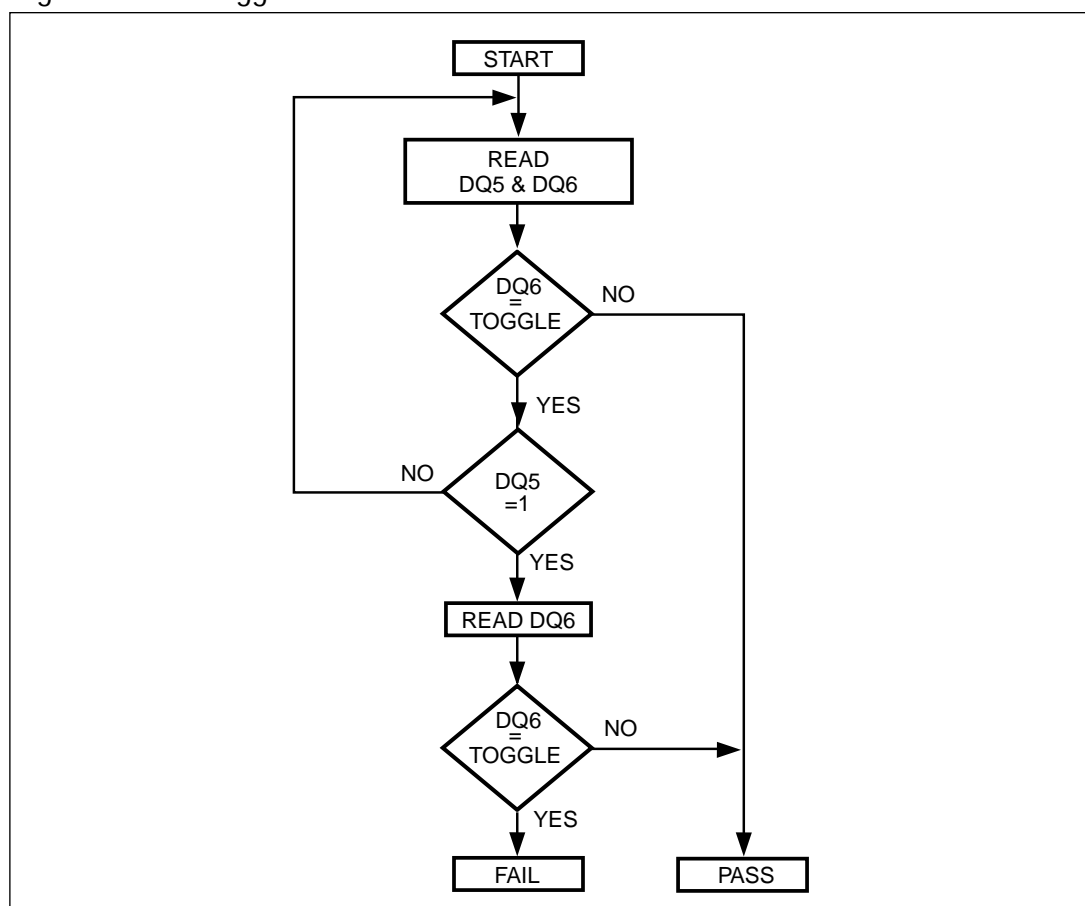 START
READ
DQ5 & DQ6
DQ6
=
TOGGLE
NO
YES
NO
DQ5
=1
YES
READ DQ6
DQ6
=
TOGGLE
NO
YES
FAIL
PASS